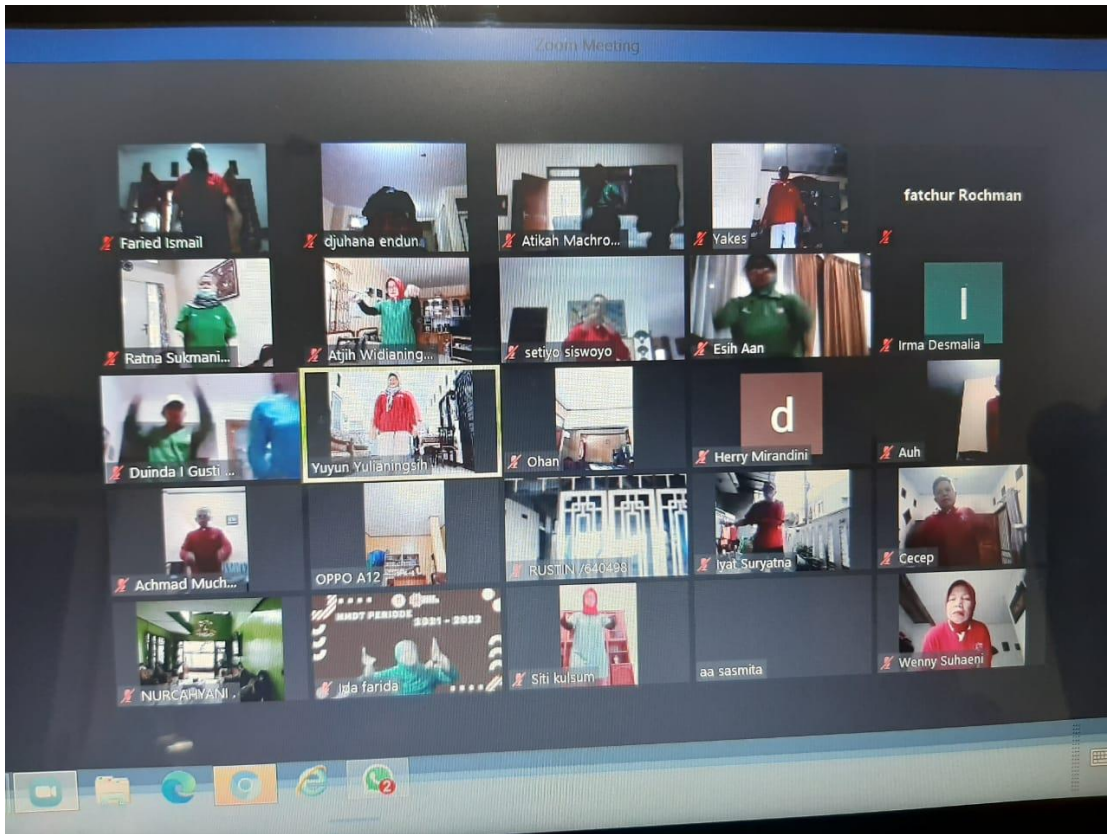 Zoom Meeting
Faried Ismail
djuhana endun...
Atikah Machro...
Yakes
fatchur Rochman
Ratna Sukmani...
Atjih Widianing...
setiyo siswoyo
Esih Aan
I
Irma Desmalia
Duinda I Gusti ...
Yuyun Yulianingsih
Ohan
d
Herry Mirandini
Auh
Achmad Much...
OPPO A12
RUSTIN /640498
Iyat Suryatna
Cecep
NURCAHYANI
PERIODE
2021 - 2022
Ida farida
Siti kulsum
aa sasmita
Wenny Suhaeni
2